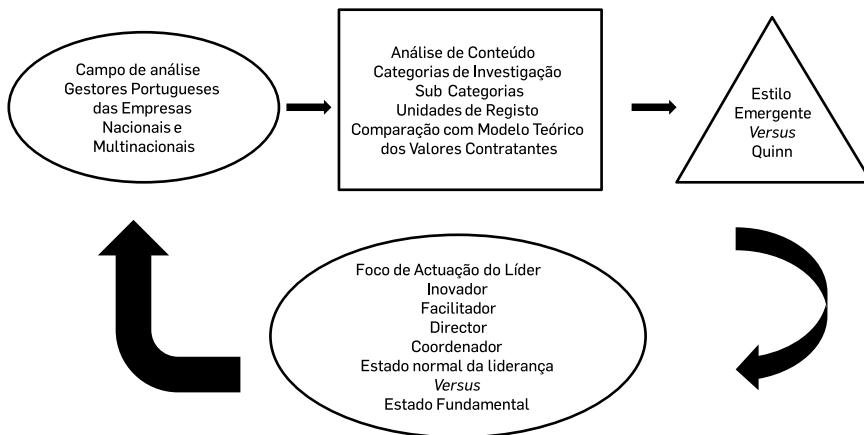 Campo de análise
Gestores Portugueses
das Empresas
Nacionais e
Multinacionais
Análise de Conteúdo
Categorias de Investigação
Sub Categorias
Unidades de Registo
Comparação com Modelo Teórico
dos Valores Contratantes
Estilo
Emergente
Versus
Quinn
Foco de Actuação do Líder
Inovador
Facilitador
Director
Coordenador
Estado normal da liderança
Versus
Estado Fundamental